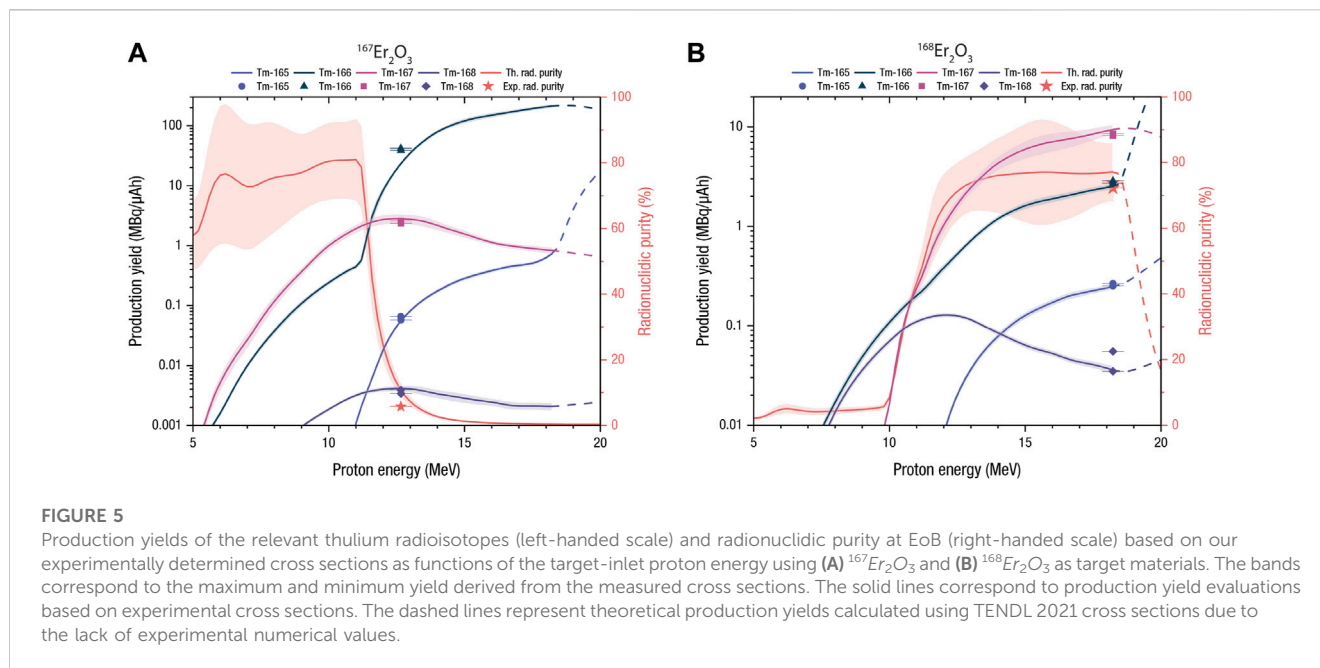 A
¹⁶⁷Er₂O₃
Tm-165 Tm-166 Tm-167 Tm-168 Th. rad. purity
Tm-165 Tm-166 Tm-167 Tm-168 Exp. rad. purity
Production yield (MBq/μAh)
100
10
1
0.1
0.01
0.001
5 10 15 20
Proton energy (MeV)
100
80
60
40
20
0
Radionuclidic purity (%)
B
¹⁶⁸Er₂O₃
Tm-165 Tm-166 Tm-167 Tm-168 Th. rad. purity
Tm-165 Tm-166 Tm-167 Tm-168 Exp. rad. purity
Production yield (MBq/μAh)
10
1
0.1
0.01
5 10 15 20
Proton energy (MeV)
100
80
60
40
20
0
Radionuclidic purity (%)
FIGURE 5
Production yields of the relevant thulium radioisotopes (left-handed scale) and radionuclidic purity at EoB (right-handed scale) based on our
experimentally determined cross sections as functions of the target-inlet proton energy using (A) ¹⁶⁷Er₂O₃ and (B) ¹⁶⁸Er₂O₃ as target materials. The bands
correspond to the maximum and minimum yield derived from the measured cross sections. The solid lines correspond to production yield evaluations
based on experimental cross sections. The dashed lines represent theoretical production yields calculated using TENDL 2021 cross sections due to
the lack of experimental numerical values.